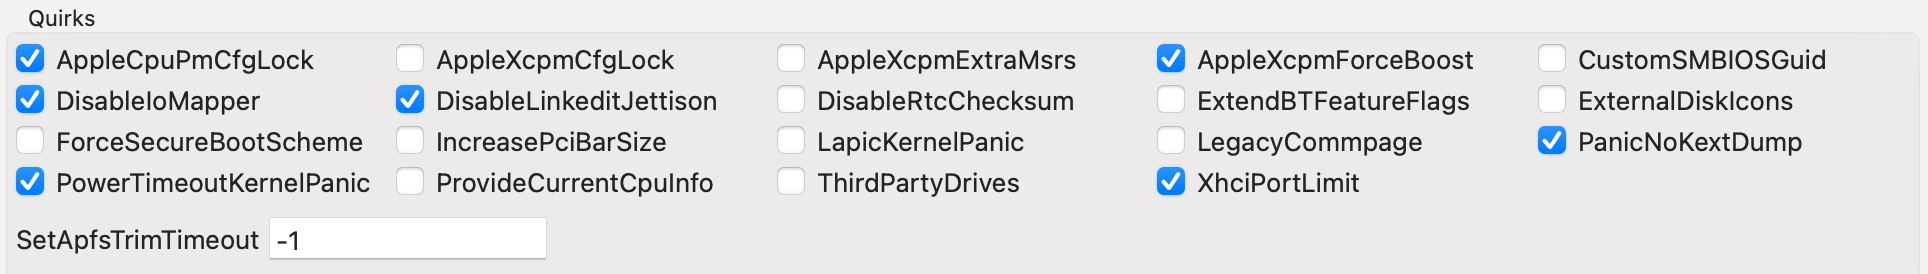 Quirks
AppleCpuPmCfgLock AppleXcpmCfgLock AppleXcpmExtraMsrs AppleXcpmForceBoost CustomSMBIOSGuid
DisableIoMapper DisableLinkeditJettison DisableRtcChecksum ExtendBTFeatureFlags ExternalDiskIcons
ForceSecureBootScheme IncreasePciBarSize LapicKernelPanic LegacyCommpage PanicNoKextDump
PowerTimeoutKernelPanic ProvideCurrentCpuInfo ThirdPartyDrives XhciPortLimit
SetApfsTrimTimeout -1